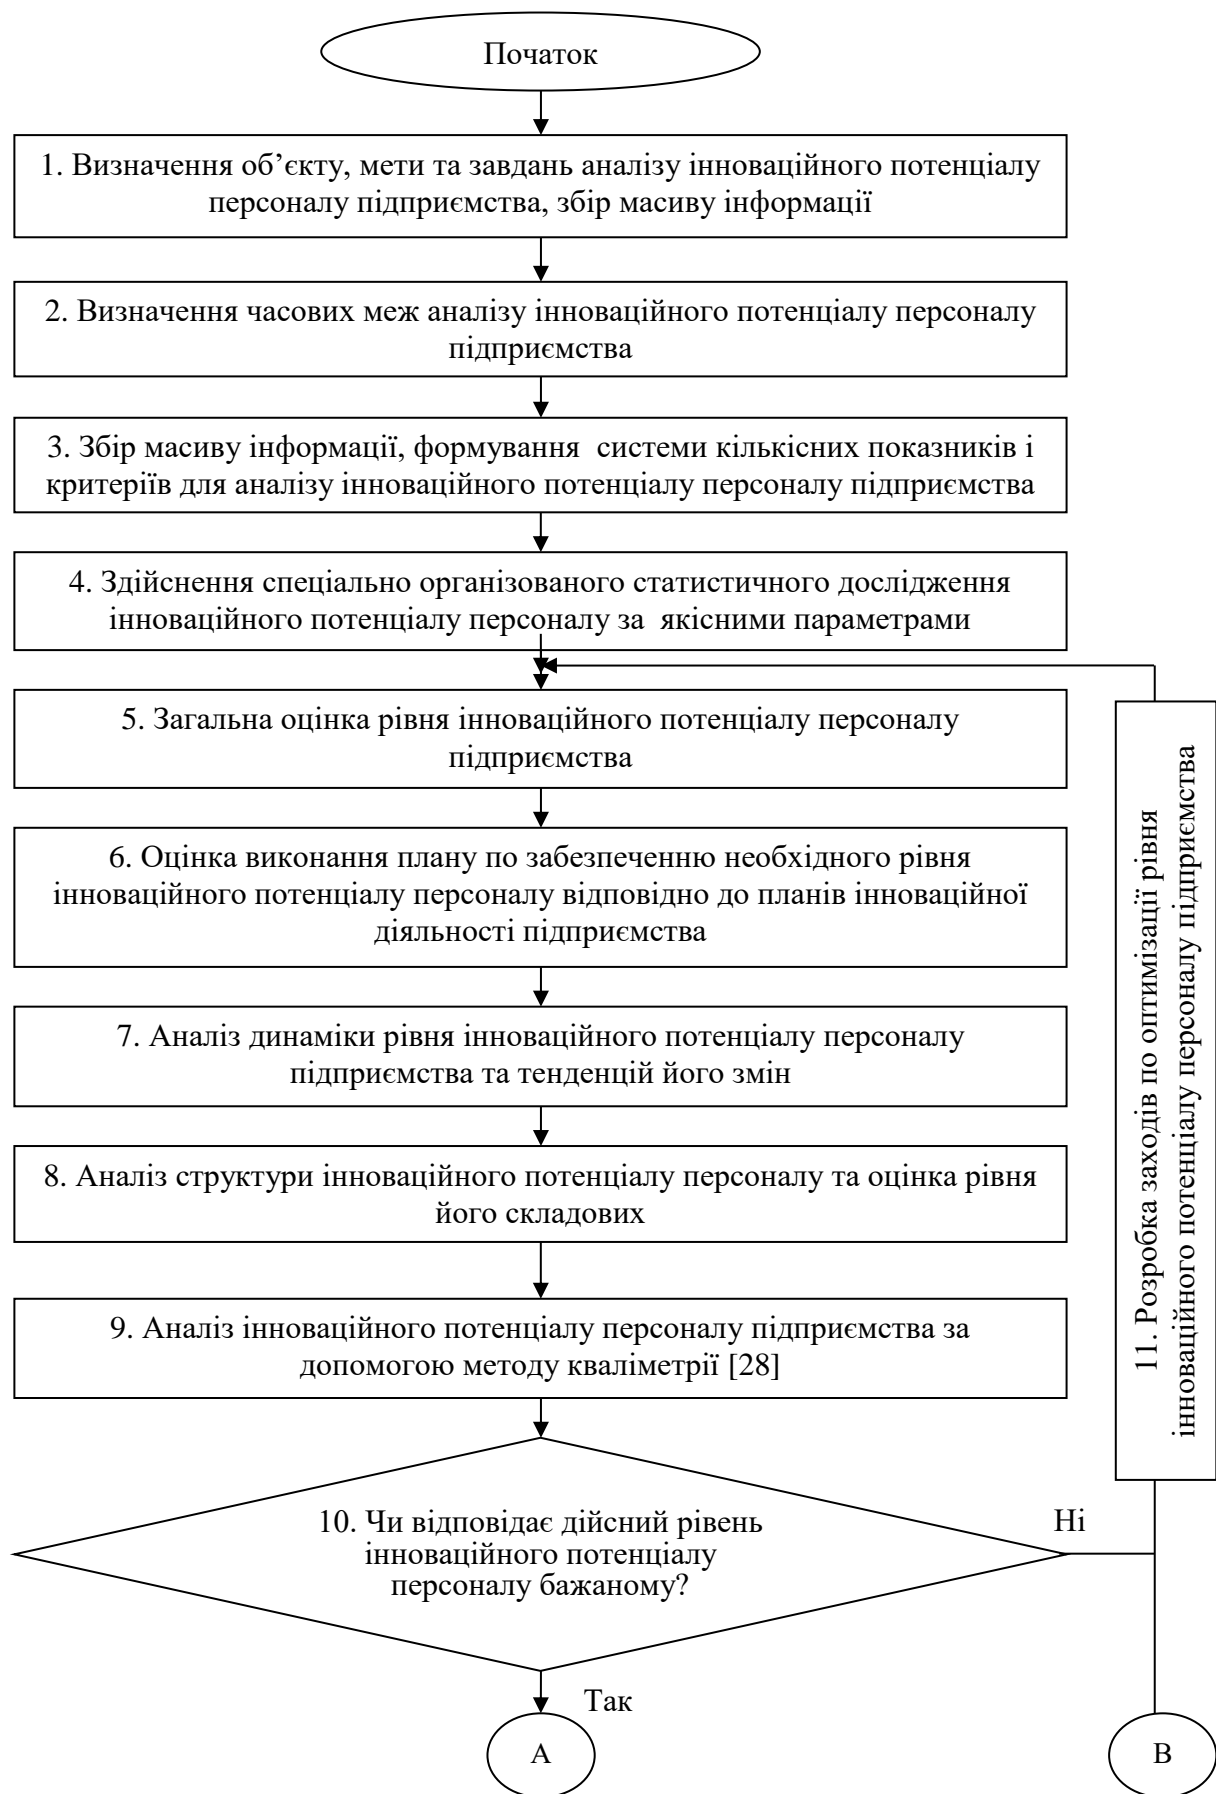 Початок
1. Визначення об’єкту, мети та завдань аналізу інноваційного потенціалу
персоналу підприємства, збір масиву інформації
2. Визначення часових меж аналізу інноваційного потенціалу персоналу
підприємства
3. Збір масиву інформації, формування  системи кількісних показників і
критеріїв для аналізу інноваційного потенціалу персоналу підприємства
4. Здійснення спеціально організованого статистичного дослідження
інноваційного потенціалу персоналу за  якісними параметрами
5. Загальна оцінка рівня інноваційного потенціалу персоналу
підприємства
6. Оцінка виконання плану по забезпеченню необхідного рівня
інноваційного потенціалу персоналу відповідно до планів інноваційної
діяльності підприємства
7. Аналіз динаміки рівня інноваційного потенціалу персоналу
підприємства та тенденцій його змін
8. Аналіз структури інноваційного потенціалу персоналу та оцінка рівня
його складових
9. Аналіз інноваційного потенціалу персоналу підприємства за
допомогою методу кваліметрії [28]
10. Чи відповідає дійсний рівень
інноваційного потенціалу
персоналу бажаному?
Ні
11. Розробка заходів по оптимізації рівня
інноваційного потенціалу персоналу підприємства
Так
А
В